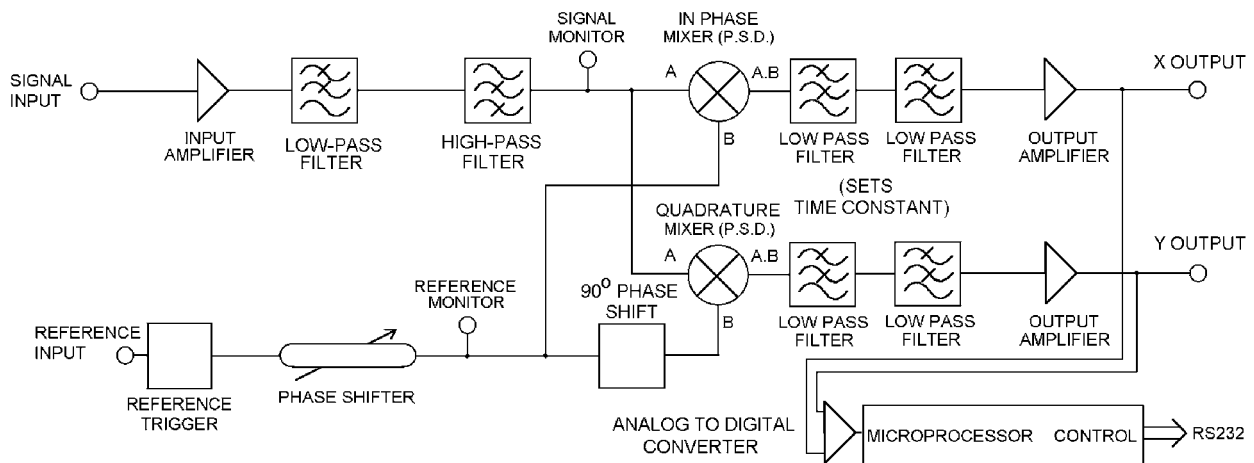 SIGNAL
INPUT
INPUT
AMPLIFIER
LOW-PASS
FILTER
HIGH-PASS
FILTER
SIGNAL
MONITOR
IN PHASE
MIXER (P.S.D.)
A
A.B
B
LOW PASS
FILTER
LOW PASS
FILTER
OUTPUT
AMPLIFIER
X OUTPUT
(SETS
TIME CONSTANT)
QUADRATURE
MIXER (P.S.D.)
A
A.B
B
LOW PASS
FILTER
LOW PASS
FILTER
OUTPUT
AMPLIFIER
Y OUTPUT
REFERENCE
INPUT
REFERENCE
TRIGGER
PHASE SHIFTER
REFERENCE
MONITOR
90º PHASE
SHIFT
ANALOG TO DIGITAL
CONVERTER
MICROPROCESSOR CONTROL
RS232